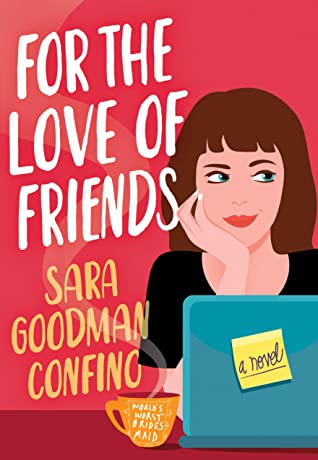 FOR THE
LOVE OF
FRIENDS
SARA
GOODMAN
CONFINO
a novel
WORLD'S
WORST
BRIDES
MAID